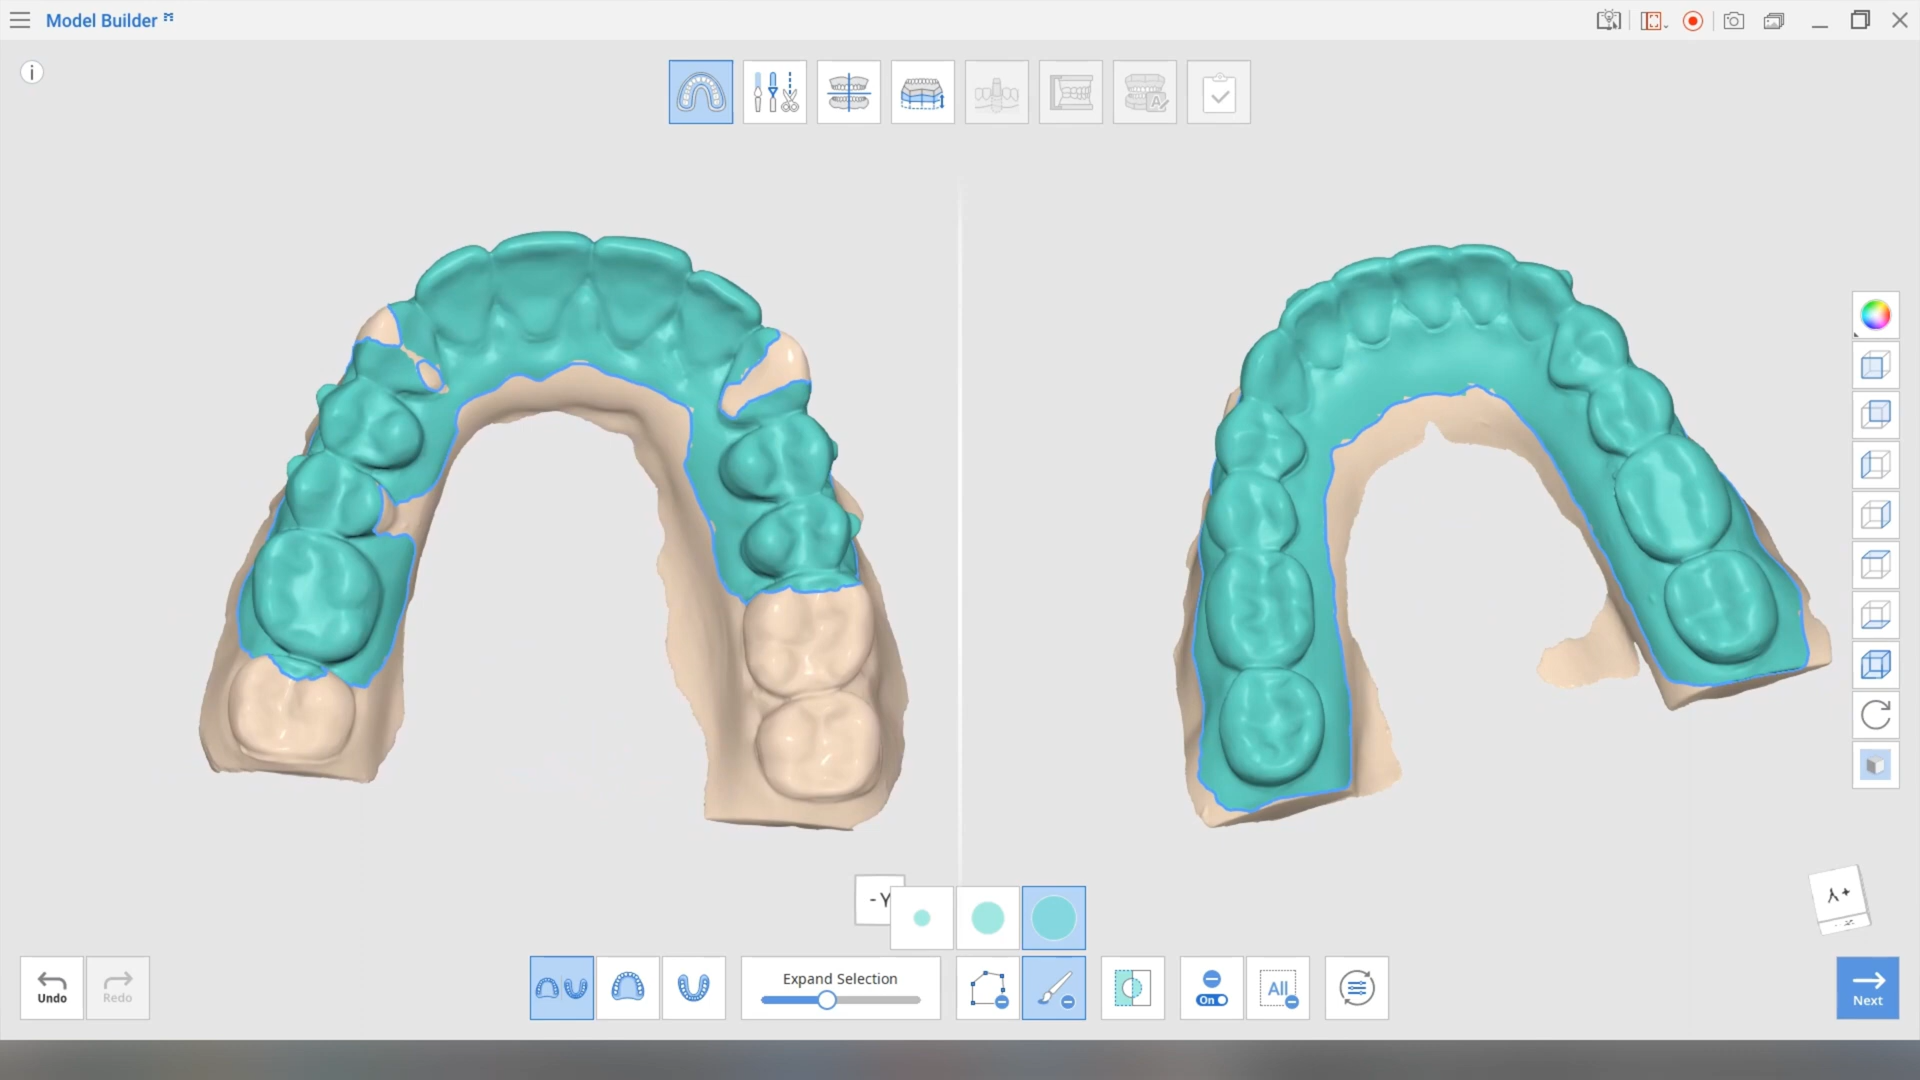 Model Builder
i
A
-Y
Y+
Expand Selection
Undo
Redo
On
All
Next